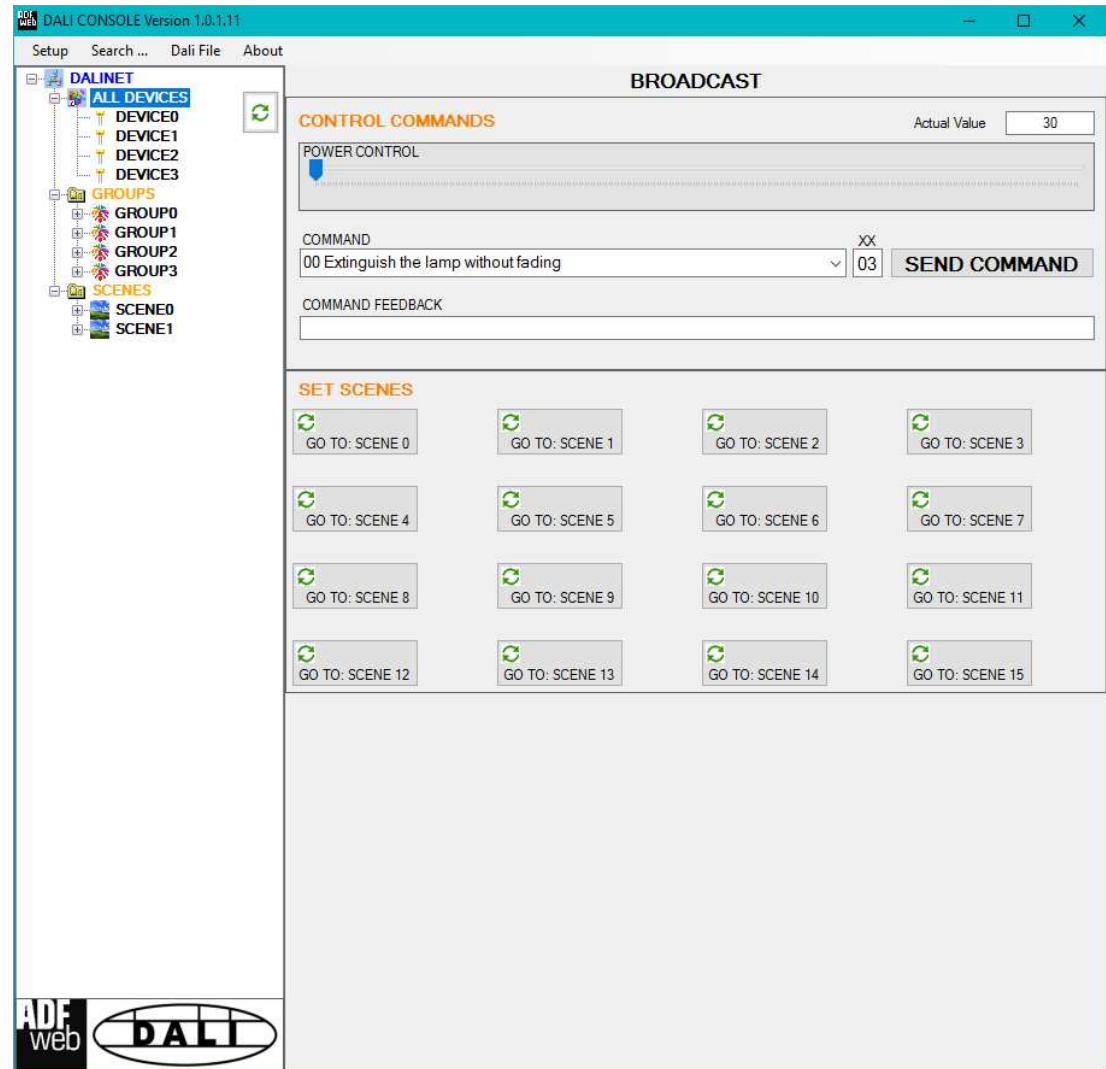 ADF web DALI CONSOLE Version 1.0.1.11
Setup Search ... Dali File About
DALINET
ALL DEVICES
DEVICE0
DEVICE1
DEVICE2
DEVICE3
GROUPS
GROUP0
GROUP1
GROUP2
GROUP3
SCENES
SCENE0
SCENE1
BROADCAST
CONTROL COMMANDS
Actual Value 30
POWER CONTROL
COMMAND XX
00 Extinguish the lamp without fading 03 SEND COMMAND
COMMAND FEEDBACK
SET SCENES
GO TO: SCENE 0 GO TO: SCENE 1 GO TO: SCENE 2 GO TO: SCENE 3
GO TO: SCENE 4 GO TO: SCENE 5 GO TO: SCENE 6 GO TO: SCENE 7
GO TO: SCENE 8 GO TO: SCENE 9 GO TO: SCENE 10 GO TO: SCENE 11
GO TO: SCENE 12 GO TO: SCENE 13 GO TO: SCENE 14 GO TO: SCENE 15
ADF
web
DALI